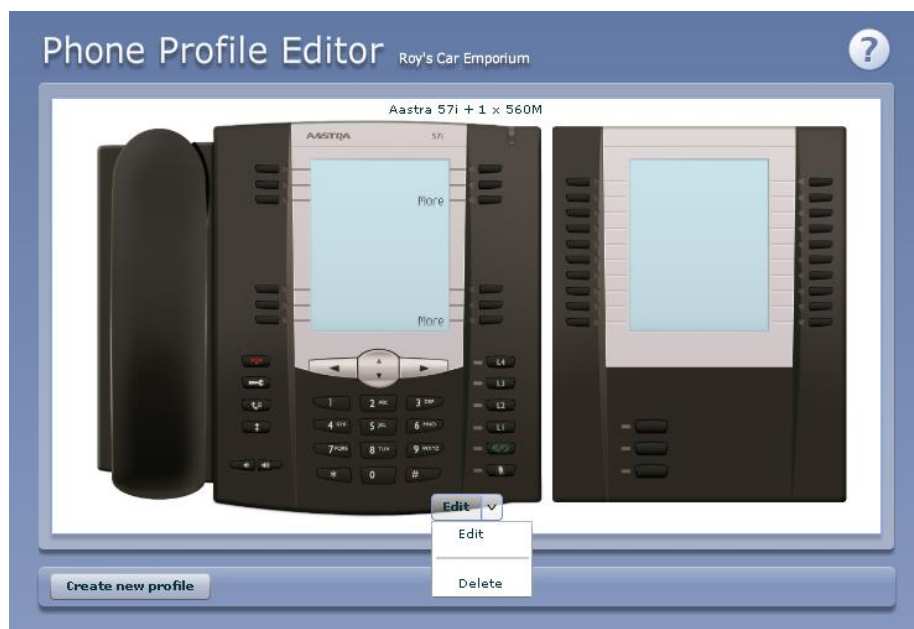 Phone Profile Editor Roy's Car Emporium
?
Aastra 57i + 1 x 560M
AASTRA 57i
More
More
L4
L3
1 2 ABC 3 DEF L2
4 GHI 5 JKL 6 MNO L1
7 PQRS 8 TUV 9 WXYZ
* 0 #
Edit
Edit
Delete
Create new profile